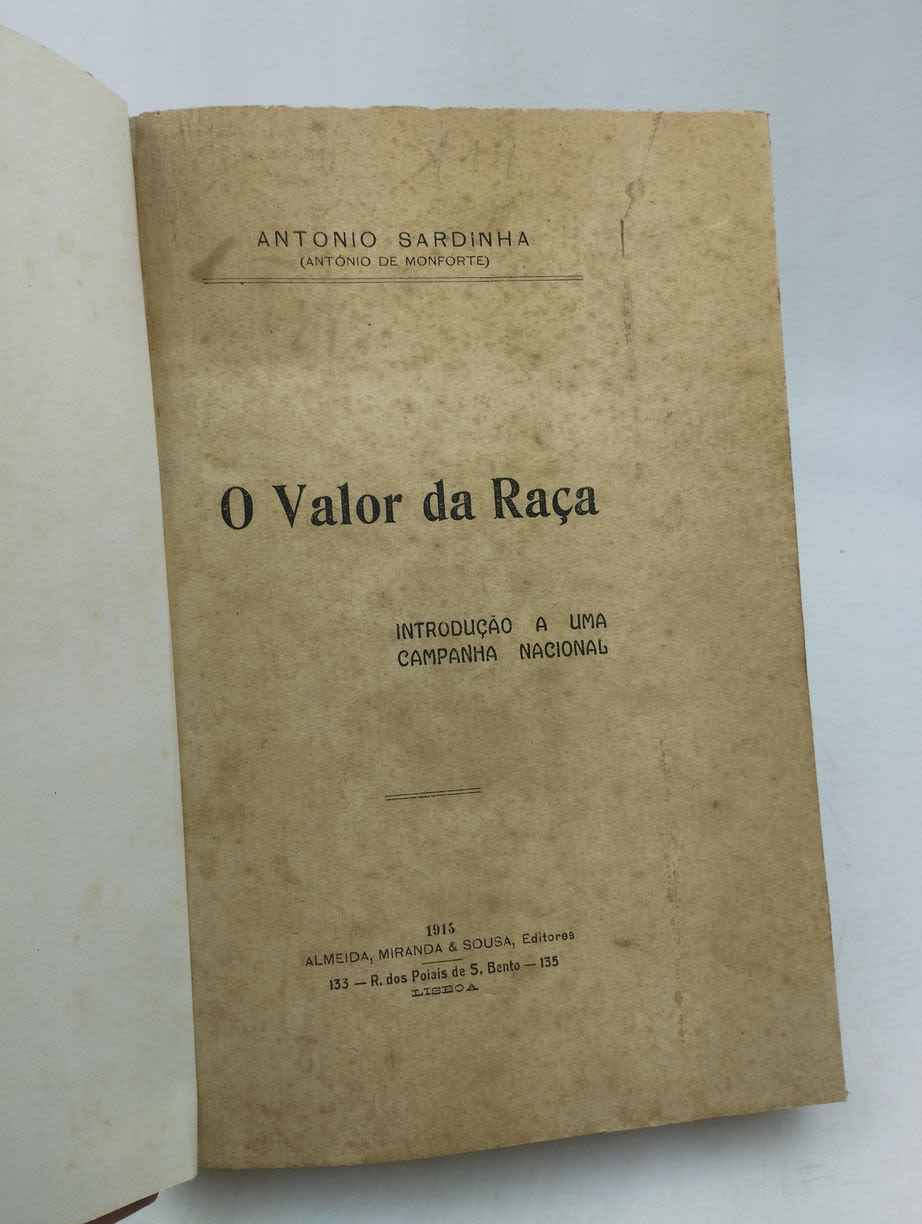 ANTONIO SARDINHA
(ANTÓNIO DE MONFORTE)
O Valor da Raça
INTRODUÇÃO A UMA
CAMPANHA NACIONAL
1915
ALMEIDA, MIRANDA & SOUSA, Editores
133 — R. dos Poiais de S. Bento — 135
LISBOA